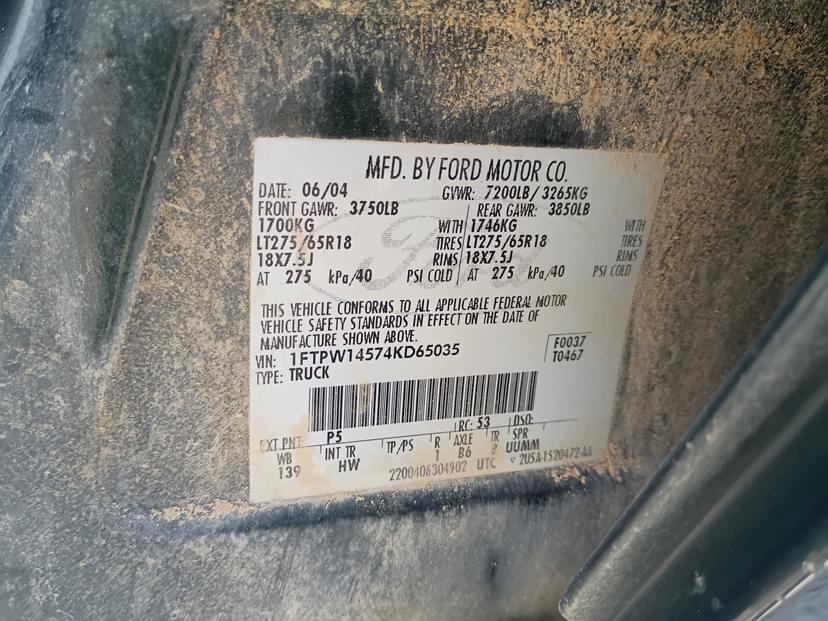 MFD. BY FORD MOTOR CO.
DATE: 06/04 GVWR: 7200LB/ 3265KG
FRONT GAWR: 3750LB REAR GAWR: 3850LB
1700KG WITH 1746KG WITH
LT275/65R18 TIRES LT275/65R18 TIRES
18X7.5J RIMS 18X7.5J RIMS
AT 275 kPa/40 PSI COLD AT 275 kPa/40 PSI COLD
Ford
THIS VEHICLE CONFORMS TO ALL APPLICABLE FEDERAL MOTOR
VEHICLE SAFETY STANDARDS IN EFFECT ON THE DATE OF
MANUFACTURE SHOWN ABOVE.
VIN: 1FTPW14574KD65035 F0037
TYPE: TRUCK T0467
EXT PNT: P5 RC: 53 DSO:
WB INT TR TP/PS R AXLE TR SPR
139 HW 1 B6 UUMM
2200406304902 UTC 2U5A-1520472-AA